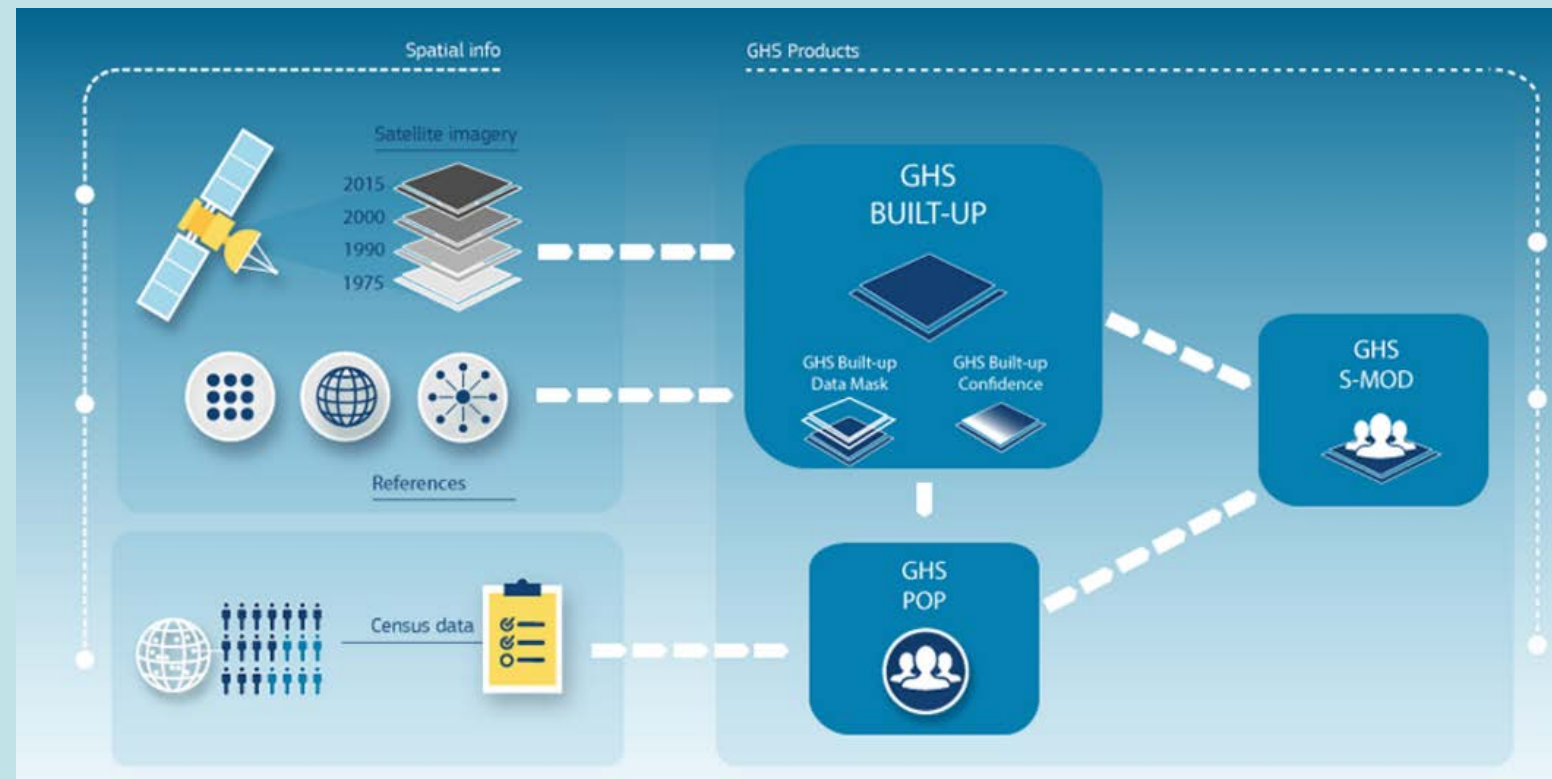 Spatial info
GHS Products
Satellite imagery
2015
2000
1990
1975
References
Census data
GHS
BUILT-UP
GHS Built-up
Data Mask
GHS Built-up
Confidence
GHS
POP
GHS
S-MOD